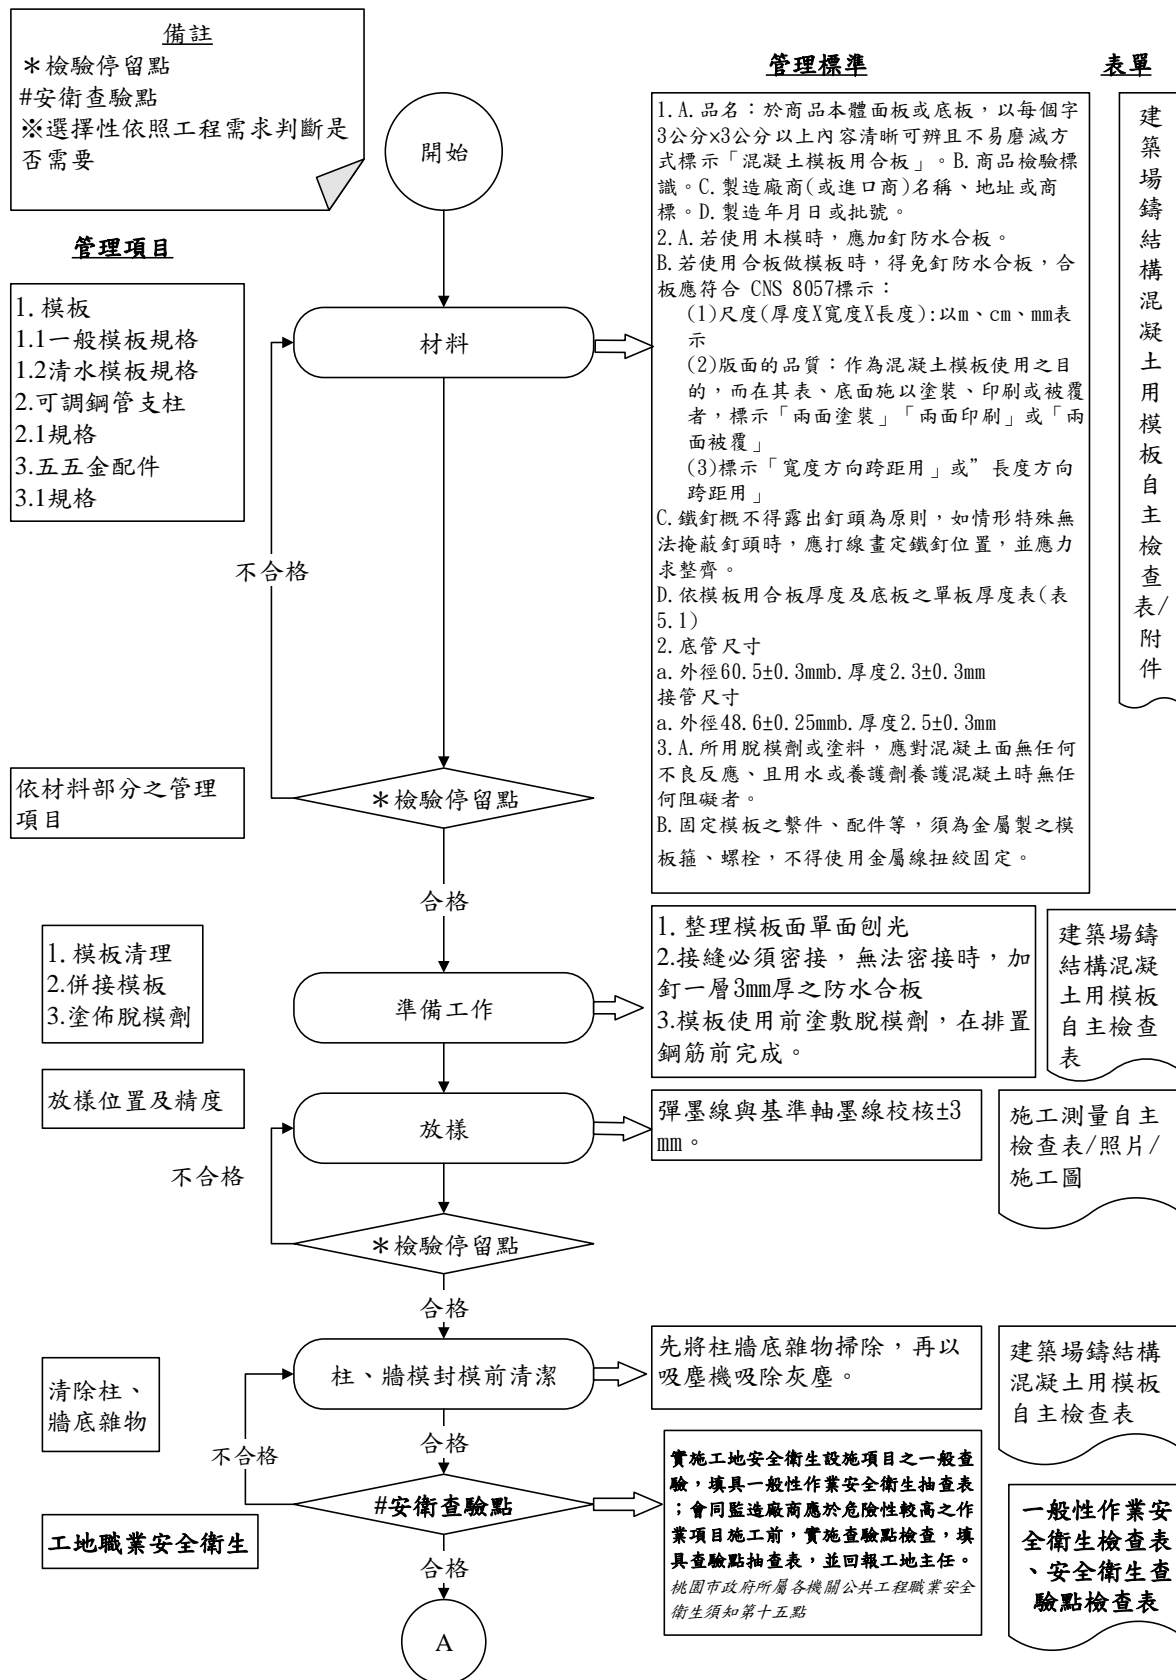 備註
＊檢驗停留點
#安衛查驗點
※選擇性依照工程需求判斷是
否需要
開始
管理標準
表單
管理項目
1. 模板
1.1一般模板規格
1.2清水模板規格
2.可調鋼管支柱
2.1規格
3.五五金配件
3.1規格
材料
1.A.品名：於商品本體面板或底板，以每個字
3公分x3公分以上內容清晰可辨且不易磨滅方
式標示「混凝土模板用合板」。B.商品檢驗標
識。C.製造廠商(或進口商)名稱、地址或商
標。D.製造年月日或批號。
2.A.若使用木模時，應加釘防水合板。
B.若使用合板做模板時，得免釘防水合板，合
板應符合 CNS 8057標示：
(1)尺度(厚度X寬度X長度):以m、cm、mm表
示
(2)版面的品質：作為混凝土模板使用之目
的，而在其表、底面施以塗裝、印刷或被覆
者，標示「兩面塗裝」「兩面印刷」或「兩
面被覆」
(3)標示「寬度方向跨距用」或”長度方向
跨距用」
C.鐵釘概不得露出釘頭為原則，如情形特殊無
法掩蔽釘頭時，應打線畫定鐵釘位置，並應力
求整齊。
D.依模板用合板厚度及底板之單板厚度表(表
5.1)
2.底管尺寸
a.外徑60.5±0.3mmb.厚度2.3±0.3mm
接管尺寸
a.外徑48.6±0.25mmb.厚度2.5±0.3mm
3.A.所用脫模劑或塗料，應對混凝土面無任何
不良反應、且用水或養護劑養護混凝土時無任
何阻礙者。
B.固定模板之繫件、配件等，須為金屬製之模
板箍、螺栓，不得使用金屬線扭絞固定。
建
築
場
鑄
結
構
混
凝
土
用
模
板
自
主
檢
查
表/
附
件
不合格
依材料部分之管理
項目
＊檢驗停留點
合格
1. 模板清理
2.併接模板
3.塗佈脫模劑
準備工作
1. 整理模板面單面刨光
2.接縫必須密接，無法密接時，加
釘一層3mm厚之防水合板
3.模板使用前塗敷脫模劑，在排置
鋼筋前完成。
建築場鑄
結構混凝
土用模板
自主檢查
表
放樣位置及精度
放樣
彈墨線與基準軸墨線校核±3
mm。
施工測量自主
檢查表/照片/
施工圖
不合格
＊檢驗停留點
合格
清除柱、
牆底雜物
柱、牆模封模前清潔
先將柱牆底雜物掃除，再以
吸塵機吸除灰塵。
建築場鑄結構
混凝土用模板
自主檢查表
不合格
合格
#安衛查驗點
工地職業安全衛生
實施工地安全衛生設施項目之一般查
驗，填具一般性作業安全衛生抽查表
；會同監造廠商應於危險性較高之作
業項目施工前，實施查驗點檢查，填
具查驗點抽查表，並回報工地主任。
桃園市政府所屬各機關公共工程職業安全
衛生須知第十五點
一般性作業安
全衛生檢查表
、安全衛生查
驗點檢查表
合格
A